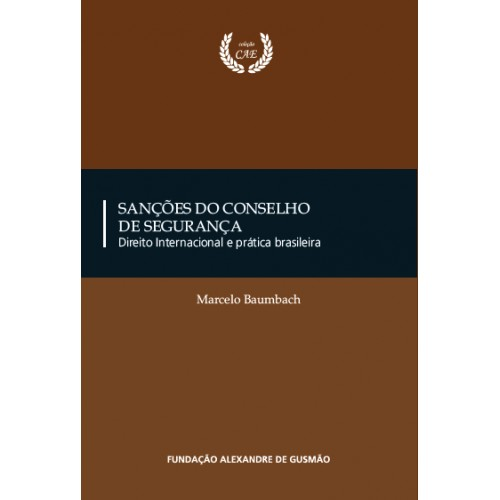 coleção
CAE
SANÇÕES DO CONSELHO
DE SEGURANÇA
Direito Internacional e prática brasileira
Marcelo Baumbach
FUNDAÇÃO ALEXANDRE DE GUSMÃO